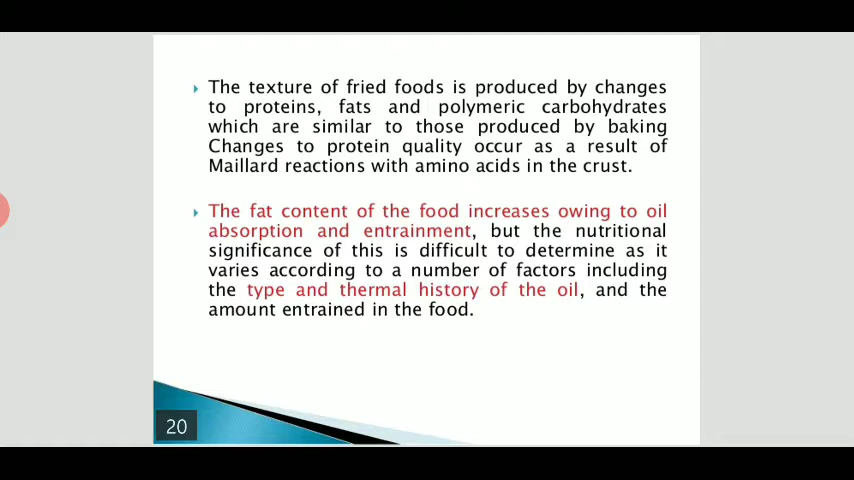 The texture of fried foods is produced by changes
to proteins, fats and polymeric carbohydrates
which are similar to those produced by baking
Changes to protein quality occur as a result of
Maillard reactions with amino acids in the crust.
The fat content of the food increases owing to oil
absorption and entrainment, but the nutritional
significance of this is difficult to determine as it
varies according to a number of factors including
the type and thermal history of the oil, and the
amount entrained in the food.
20